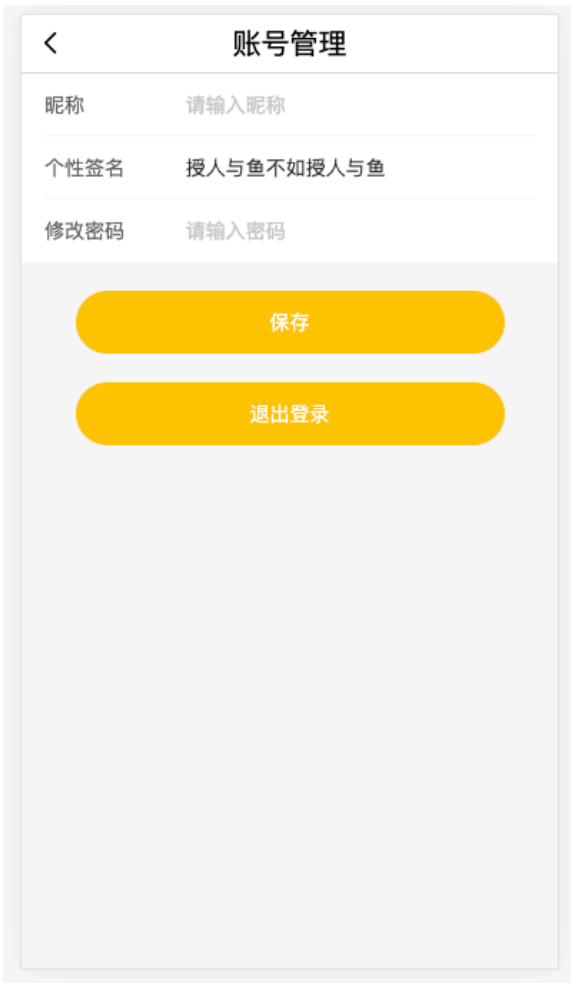 账号管理
昵称 请输入昵称
个性签名 授人与鱼不如授人与鱼
修改密码 请输入密码
保存
退出登录